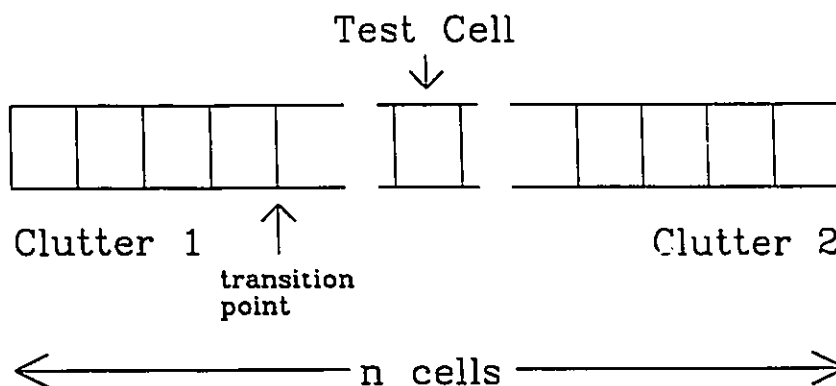 Test Cell
Clutter 1
Clutter 2
transition
point
n cells